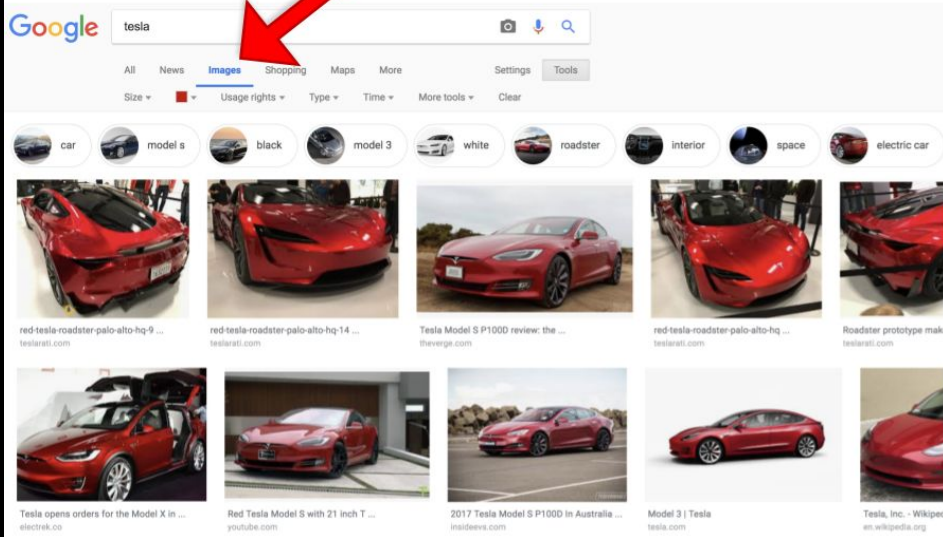 Google tesla
All News Images Shopping Maps More Settings Tools
Size Usage rights Type Time More tools Clear
car model s black model 3 white roadster interior space electric car
red-tesla-roadster-palo-alto-hq-9 ... red-tesla-roadster-palo-alto-hq-14 ... Tesla Model S P100D review: the ... red-tesla-roadster-palo-alto-hq ... Roadster prototype mak
teslarati.com teslarati.com theverge.com teslarati.com teslarati.com
Tesla opens orders for the Model X in ... Red Tesla Model S with 21 inch T ... 2017 Tesla Model S P100D In Australia ... Model 3 | Tesla Tesla, Inc. - Wikiped
electrek.co youtube.com insideevs.com tesla.com en.wikipedia.org